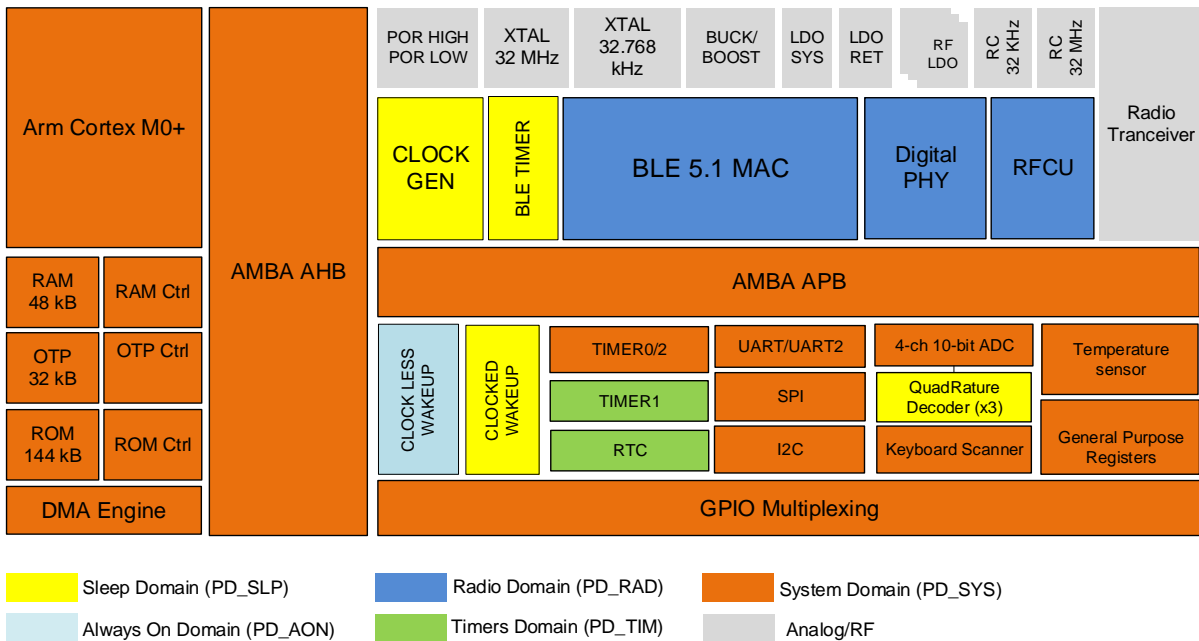 Arm Cortex M0+
RAM
48 kB
RAM Ctrl
OTP
32 kB
OTP Ctrl
ROM
144 kB
ROM Ctrl
DMA Engine
AMBA AHB
POR HIGH
POR LOW
XTAL
32 MHz
XTAL
32.768
kHz
BUCK/
BOOST
LDO
SYS
LDO
RET
RF
LDO
RC
32 KHz
RC
32 MHz
Radio
Tranceiver
CLOCK
GEN
BLE TIMER
BLE 5.1 MAC
Digital
PHY
RFCU
AMBA APB
CLOCK LESS
WAKEUP
CLOCKED
WAKEUP
TIMER0/2
TIMER1
RTC
UART/UART2
SPI
I2C
4-ch 10-bit ADC
QuadRature
Decoder (x3)
Keyboard Scanner
Temperature
sensor
General Purpose
Registers
GPIO Multiplexing
Sleep Domain (PD_SLP)
Radio Domain (PD_RAD)
System Domain (PD_SYS)
Always On Domain (PD_AON)
Timers Domain (PD_TIM)
Analog/RF